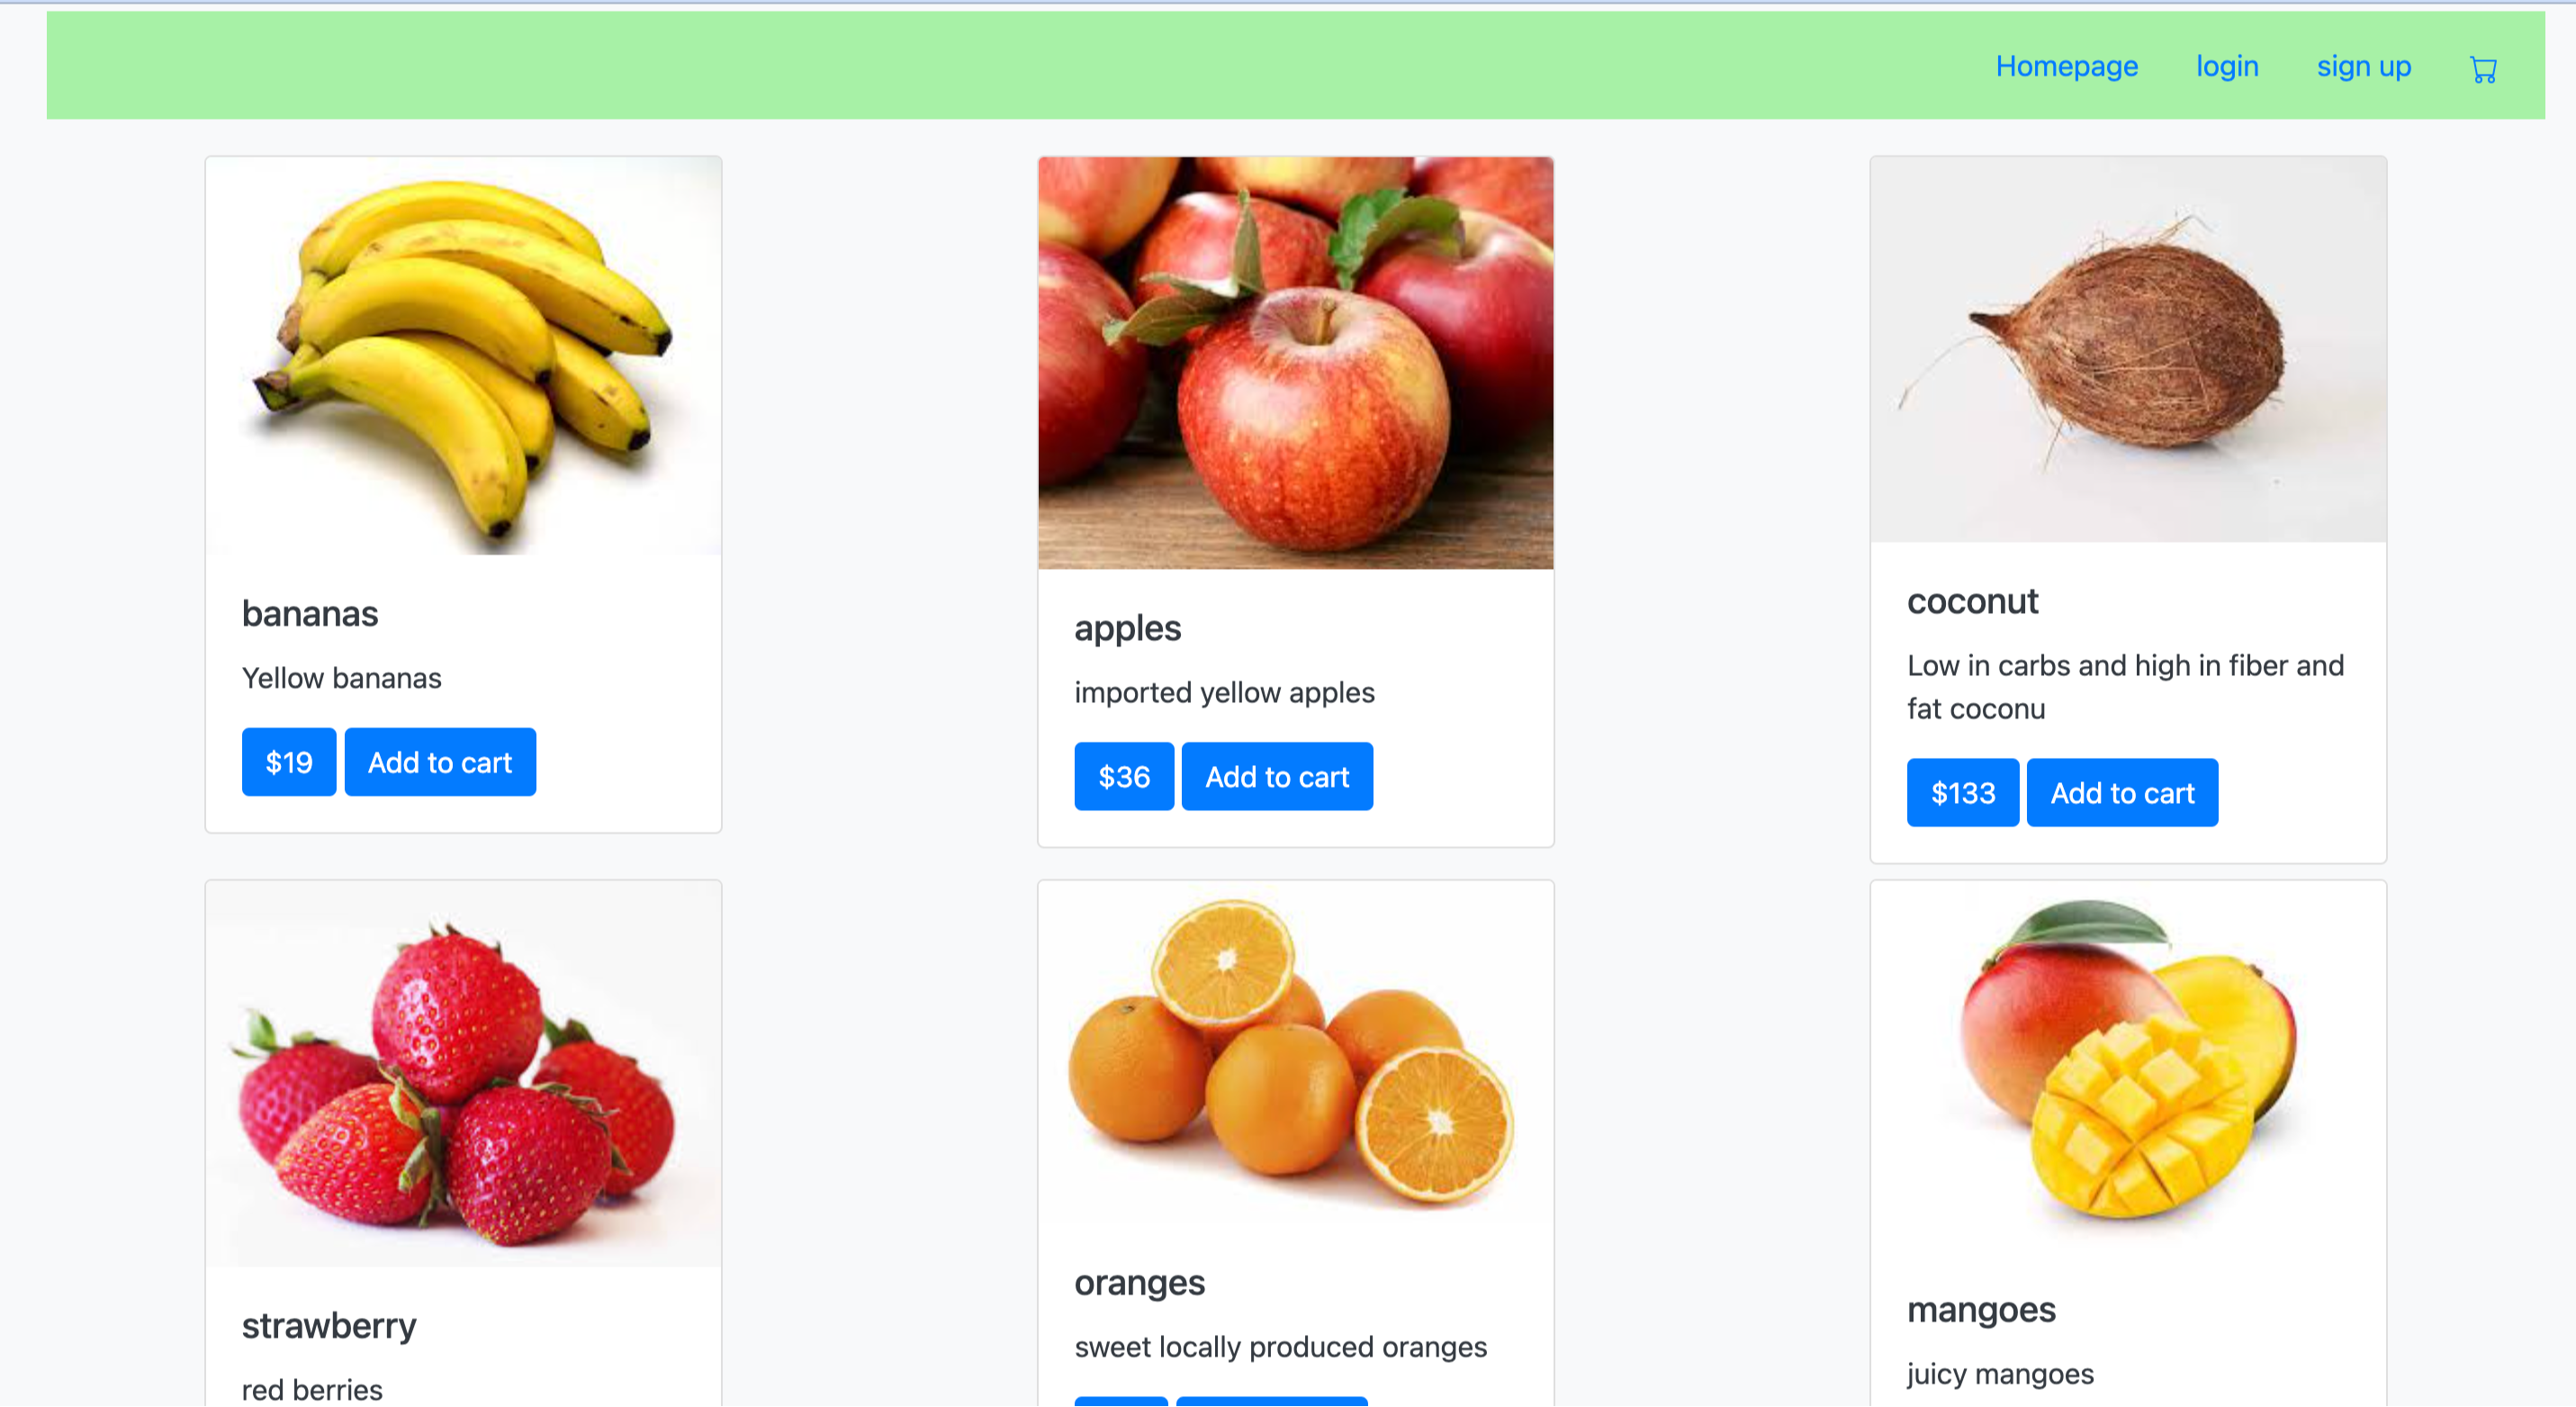 Homepage login sign up
bananas
Yellow bananas
$19 Add to cart
apples
imported yellow apples
$36 Add to cart
coconut
Low in carbs and high in fiber and
fat coconu
$133 Add to cart
strawberry
red berries
oranges
sweet locally produced oranges
mangoes
juicy mangoes